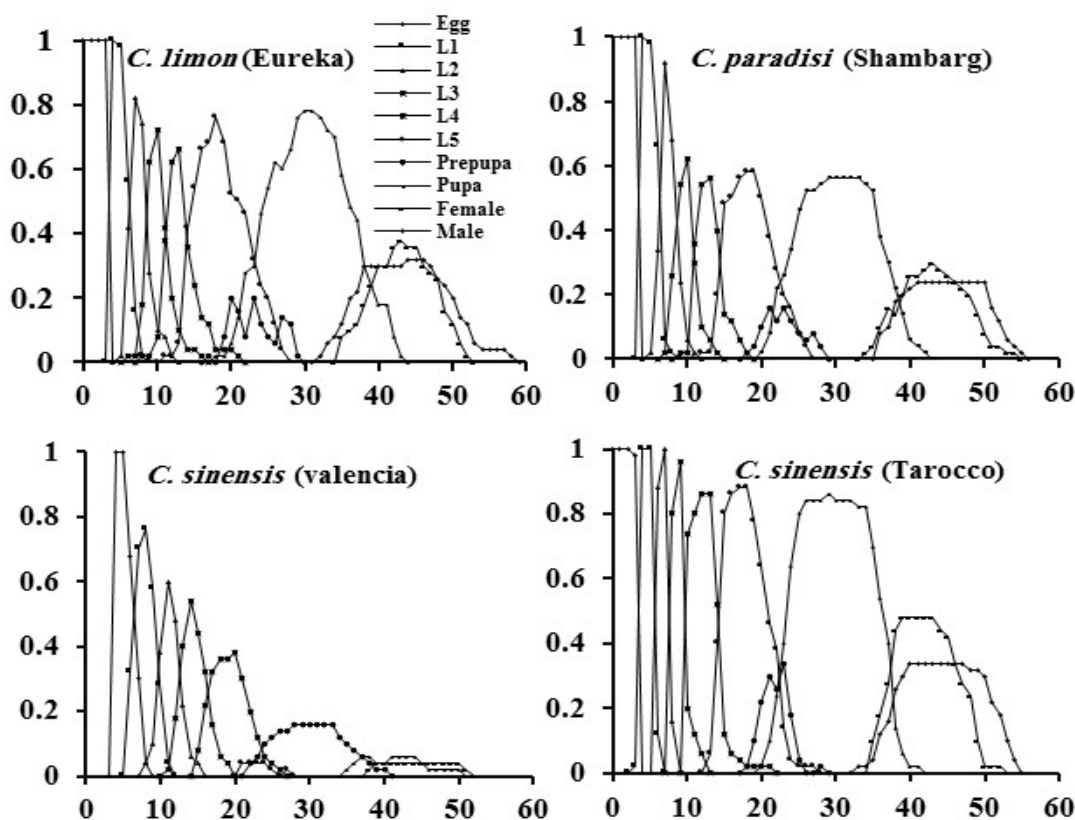 C. limon (Eureka)
Egg
L1
L2
L3
L4
L5
Prepupa
Pupa
Female
Male
1
0.8
0.6
0.4
0.2
0
0 10 20 30 40 50 60
C. paradisi (Shambarg)
1
0.8
0.6
0.4
0.2
0
0 10 20 30 40 50 60
C. sinensis (valencia)
1
0.8
0.6
0.4
0.2
0
0 10 20 30 40 50 60
C. sinensis (Tarocco)
1
0.8
0.6
0.4
0.2
0
0 10 20 30 40 50 60